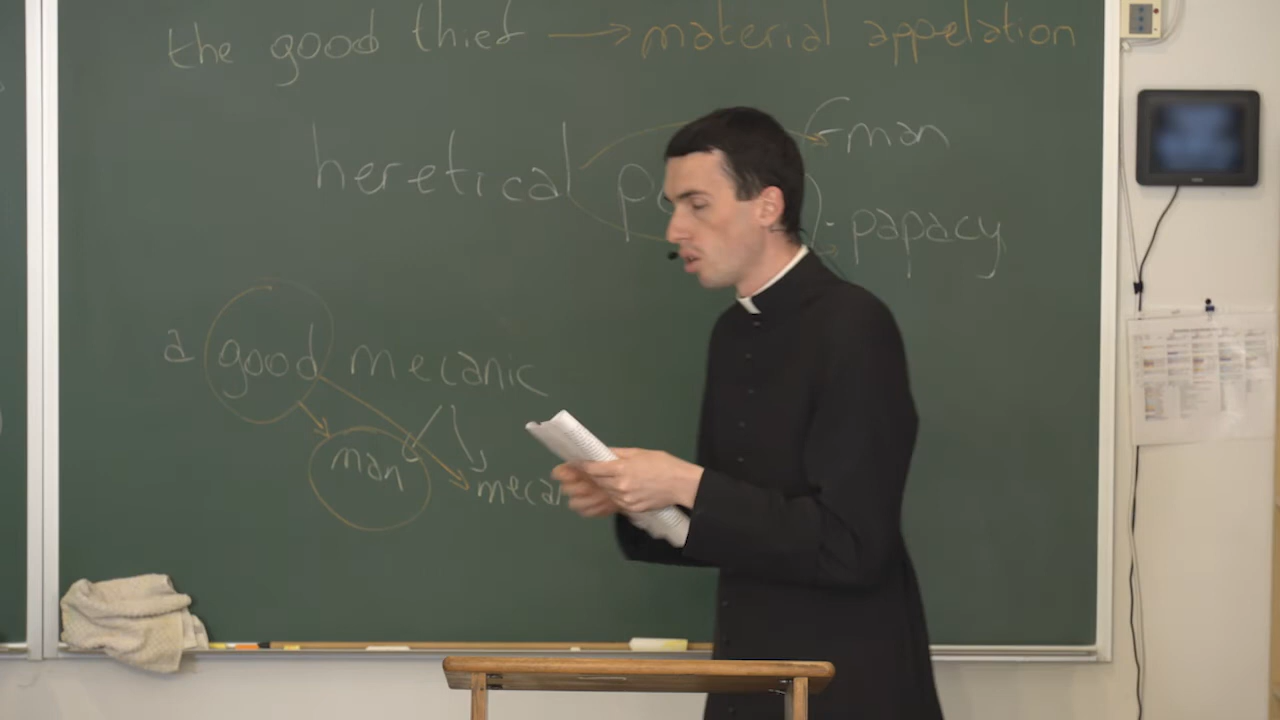 the good thief → material appelation
heretical man
papacy
a good mecanic
man